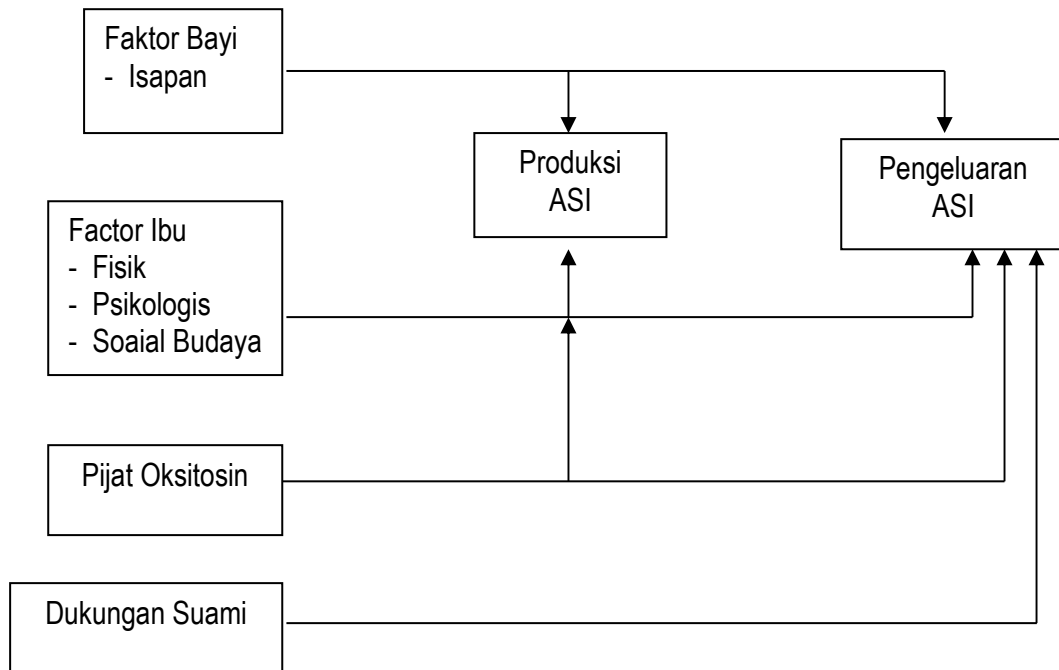 Faktor Bayi
- Isapan
Produksi
ASI
Pengeluaran
ASI
Factor Ibu
- Fisik
- Psikologis
- Soaial Budaya
Pijat Oksitosin
Dukungan Suami